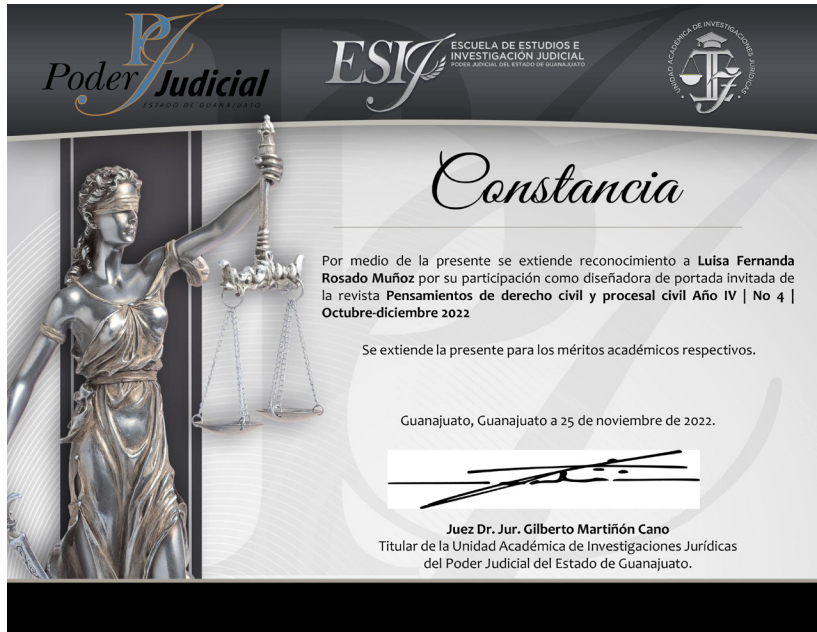 Poder Judicial
ESTADO DE GUANAJUATO
ESIJ
ESCUELA DE ESTUDIOS E
INVESTIGACIÓN JUDICIAL
PODER JUDICIAL DEL ESTADO DE GUANAJUATO
UNIDAD ACADÉMICA DE INVESTIGACIONES JURÍDICAS
Constancia
Por medio de la presente se extiende reconocimiento a Luisa Fernanda
Rosado Muñoz por su participación como diseñadora de portada invitada de
la revista Pensamientos de derecho civil y procesal civil Año IV | No 4 |
Octubre-diciembre 2022
Se extiende la presente para los méritos académicos respectivos.
Guanajuato, Guanajuato a 25 de noviembre de 2022.
Juez Dr. Jur. Gilberto Martiñón Cano
Titular de la Unidad Académica de Investigaciones Jurídicas
del Poder Judicial del Estado de Guanajuato.